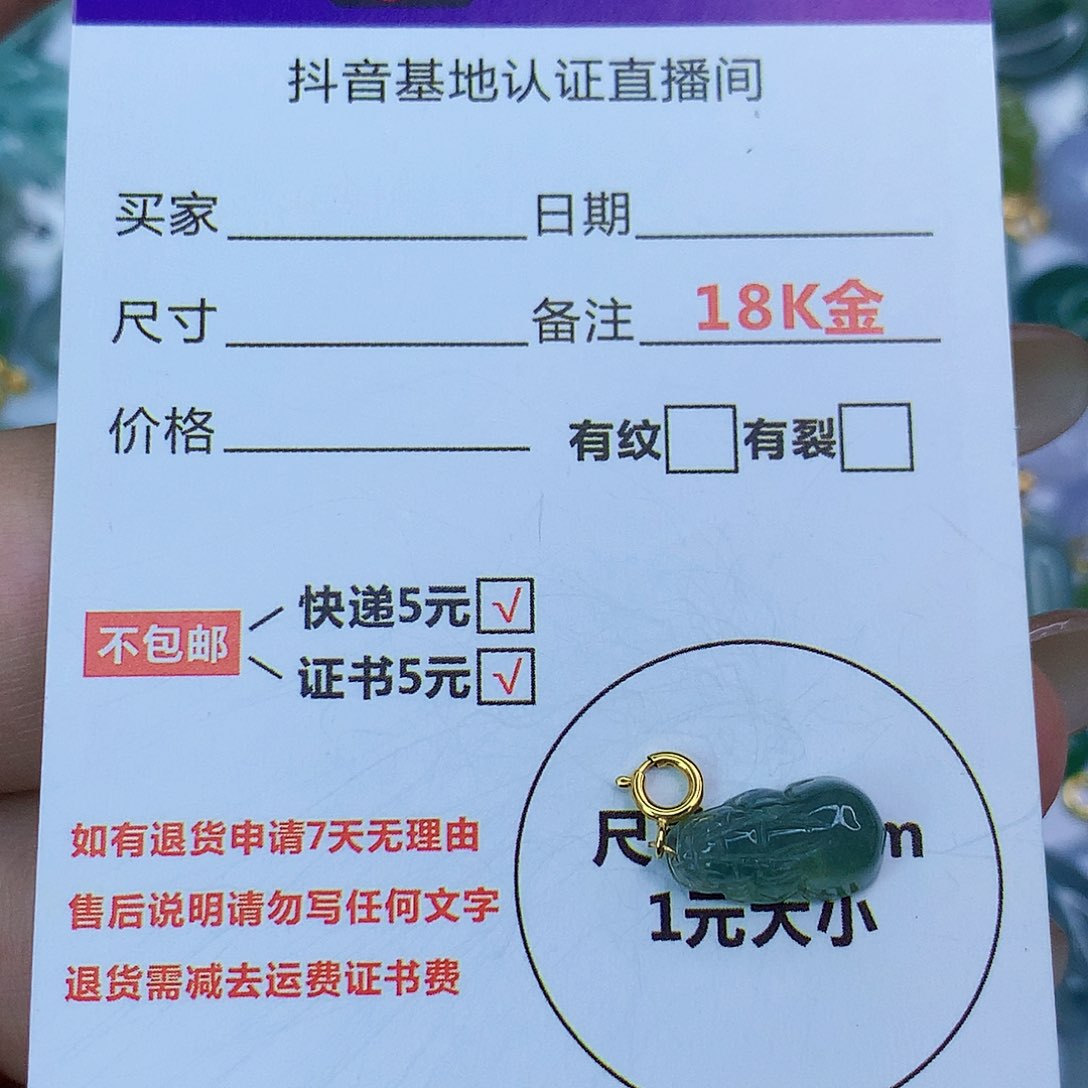 抖音基地认证直播间
买家 日期
尺寸 备注 18K金
价格 有纹 有裂
不包邮
快递5元 √
证书5元 √
如有退货申请7天无理由
售后说明请勿写任何文字
退货需减去运费证书费
尺 m
1元大小